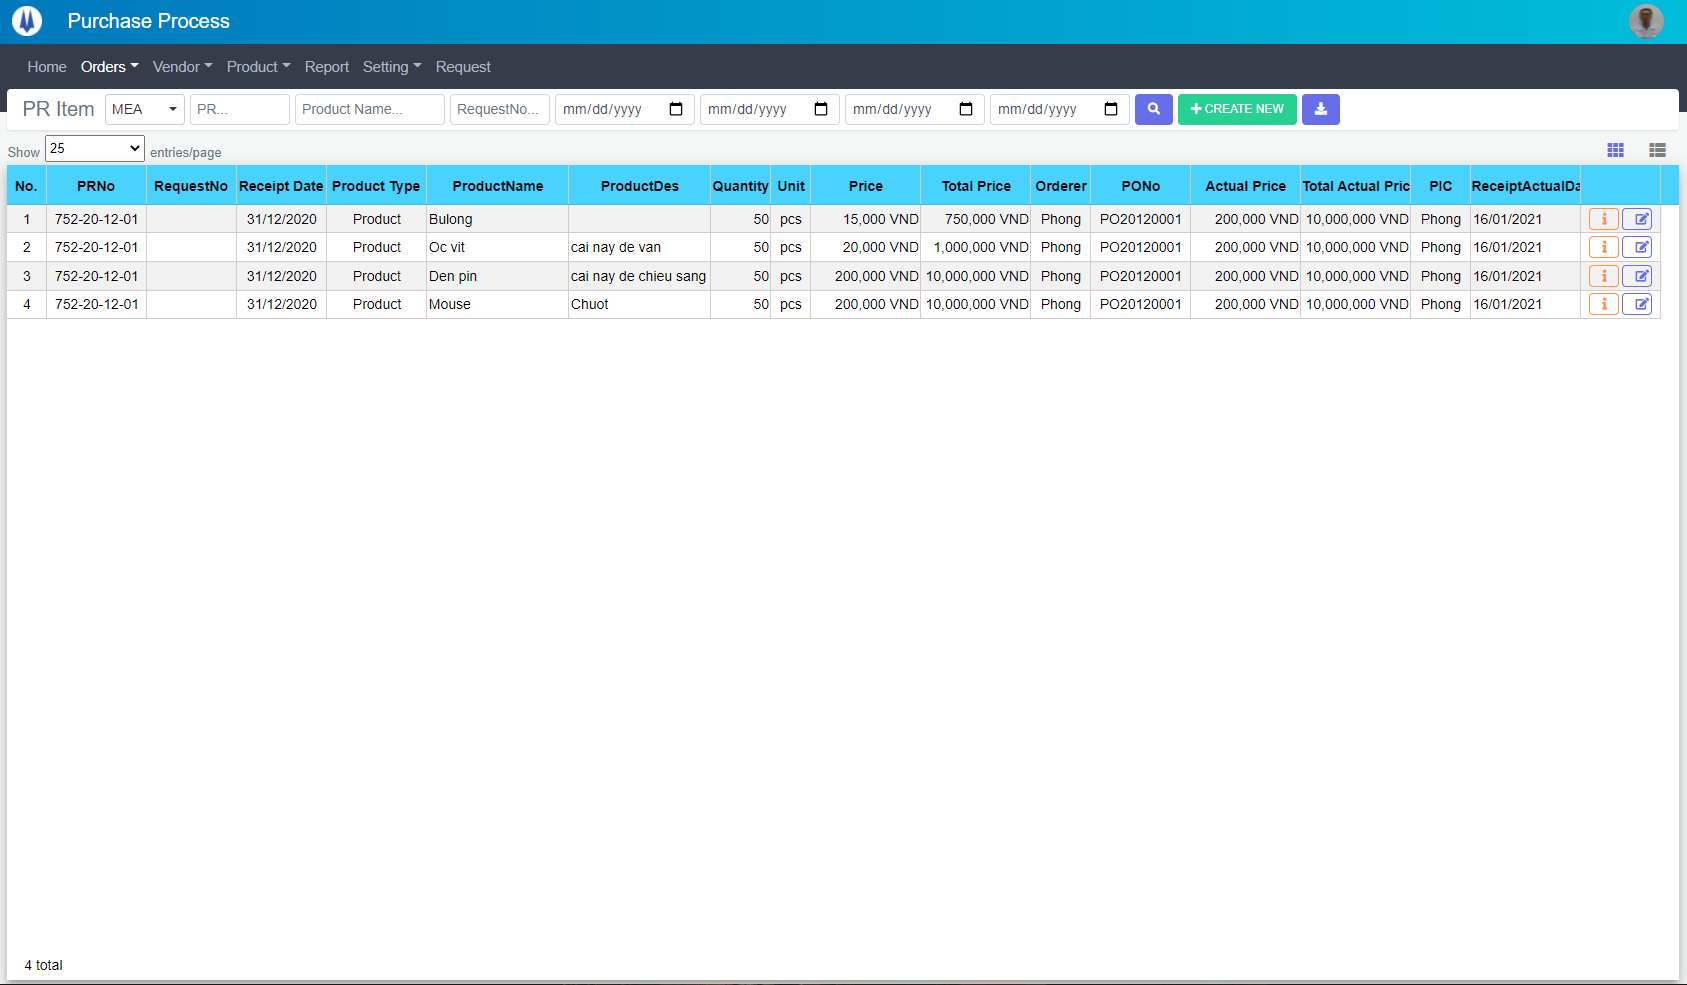 Purchase Process
Home Orders Vendor Product Report Setting Request
PR Item MEA PR... Product Name... RequestNo... mm/dd/yyyy mm/dd/yyyy mm/dd/yyyy mm/dd/yyyy CREATE NEW
Show 25 entries/page
No. PRNo RequestNo Receipt Date Product Type ProductName ProductDes Quantity Unit Price Total Price Orderer PONo Actual Price Total Actual Pric PIC ReceiptActualDa
1 752-20-12-01 31/12/2020 Product Bulong 50 pcs 15,000 VND 750,000 VND Phong PO20120001 200,000 VND 10,000,000 VND Phong 16/01/2021
2 752-20-12-01 31/12/2020 Product Oc vit cai nay de van 50 pcs 20,000 VND 1,000,000 VND Phong PO20120001 200,000 VND 10,000,000 VND Phong 16/01/2021
3 752-20-12-01 31/12/2020 Product Den pin cai nay de chieu sang 50 pcs 200,000 VND 10,000,000 VND Phong PO20120001 200,000 VND 10,000,000 VND Phong 16/01/2021
4 752-20-12-01 31/12/2020 Product Mouse Chuot 50 pcs 200,000 VND 10,000,000 VND Phong PO20120001 200,000 VND 10,000,000 VND Phong 16/01/2021
4 total